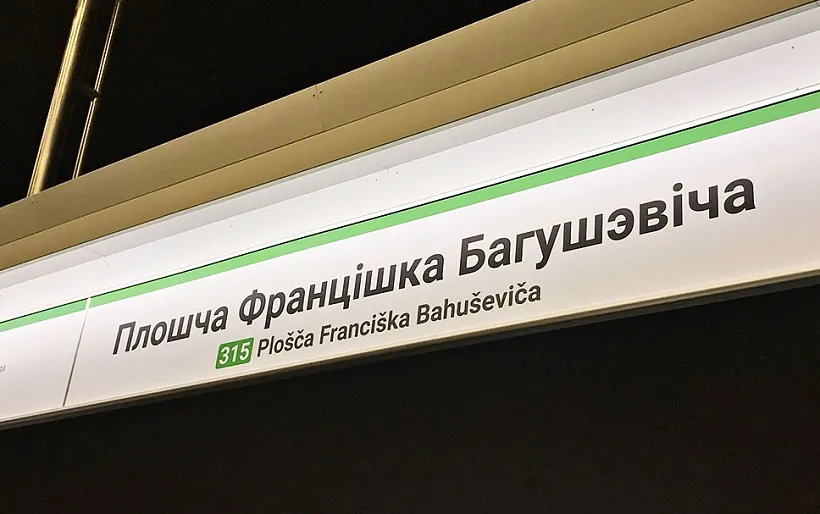 Плошча Францішка Багушэвіча
315 Plošča Franciška Bahuševiča